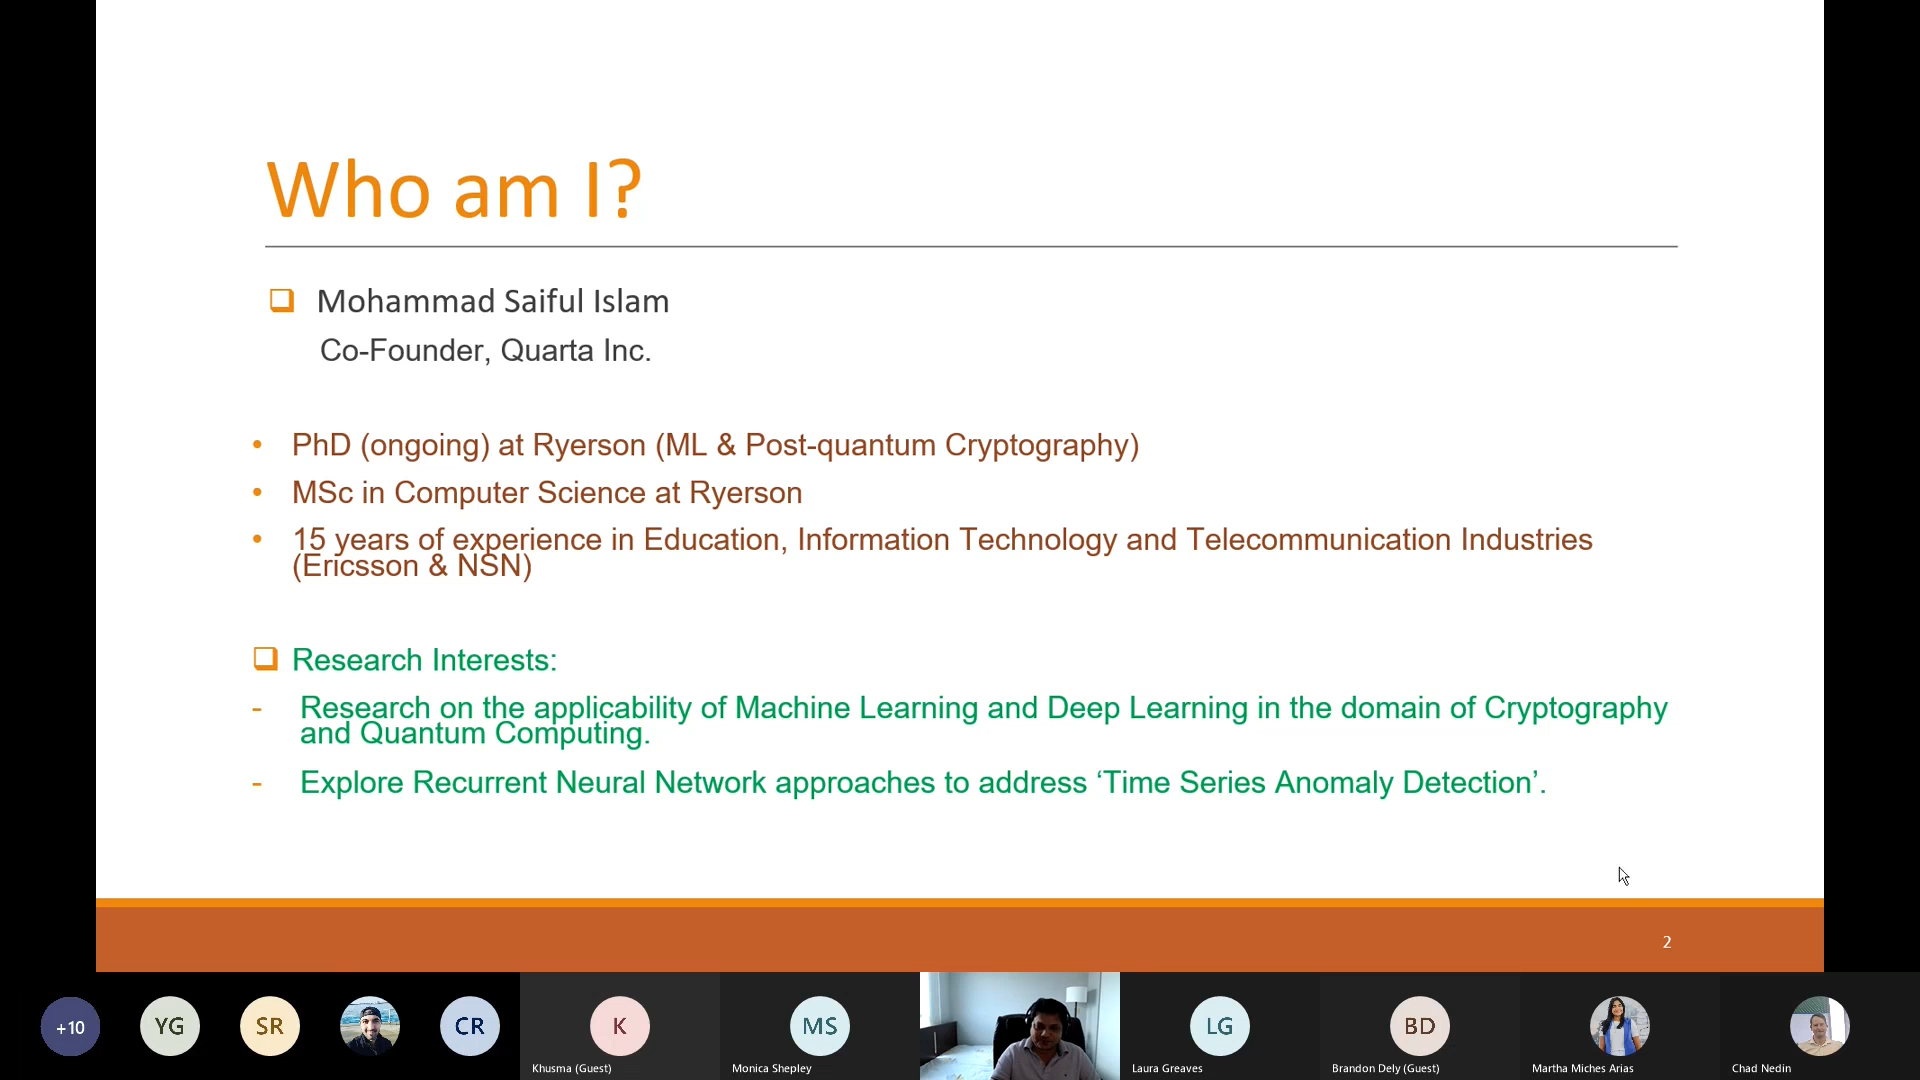 Who am I?
Mohammad Saiful Islam
Co-Founder, Quarta Inc.
• PhD (ongoing) at Ryerson (ML & Post-quantum Cryptography)
• MSc in Computer Science at Ryerson
• 15 years of experience in Education, Information Technology and Telecommunication Industries
(Ericsson & NSN)
Research Interests:
- Research on the applicability of Machine Learning and Deep Learning in the domain of Cryptography
and Quantum Computing.
- Explore Recurrent Neural Network approaches to address ‘Time Series Anomaly Detection’.
2
+10
YG
SR
CR
K
Khusma (Guest)
MS
Monica Shepley
LG
Laura Greaves
BD
Brandon Dely (Guest)
Martha Miches Arias
Chad Nedin